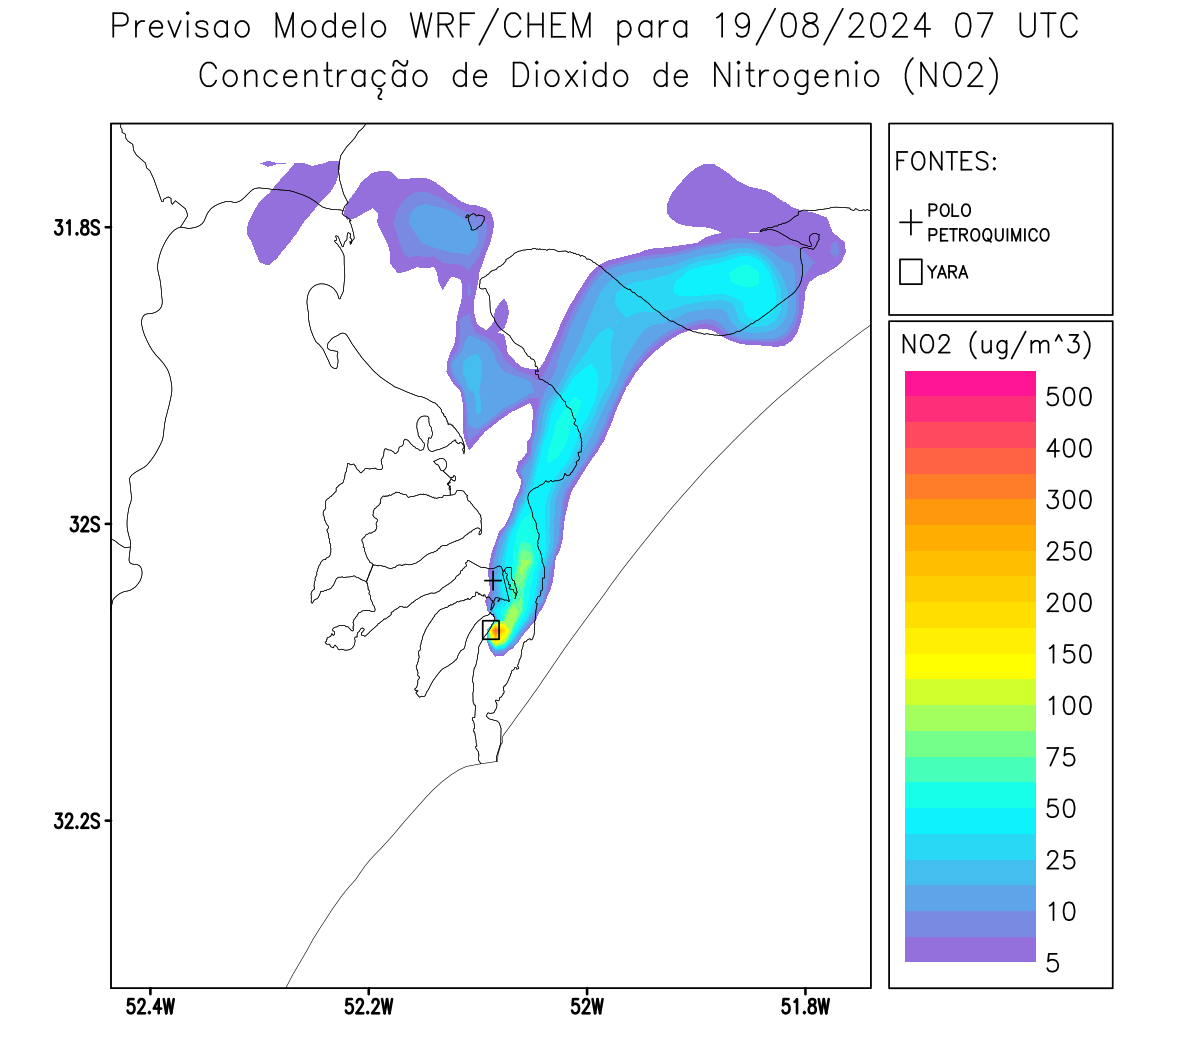 Previsao Modelo WRF/CHEM para 19/08/2024 07 UTC
Concentração de Dioxido de Nitrogenio (NO2)
FONTES:
POLO
PETROQUIMICO
YARA
NO2 (ug/m^3)
500
400
300
250
200
150
100
75
50
25
10
5
31.8S
32S
32.2S
52.4W
52.2W
52W
51.8W